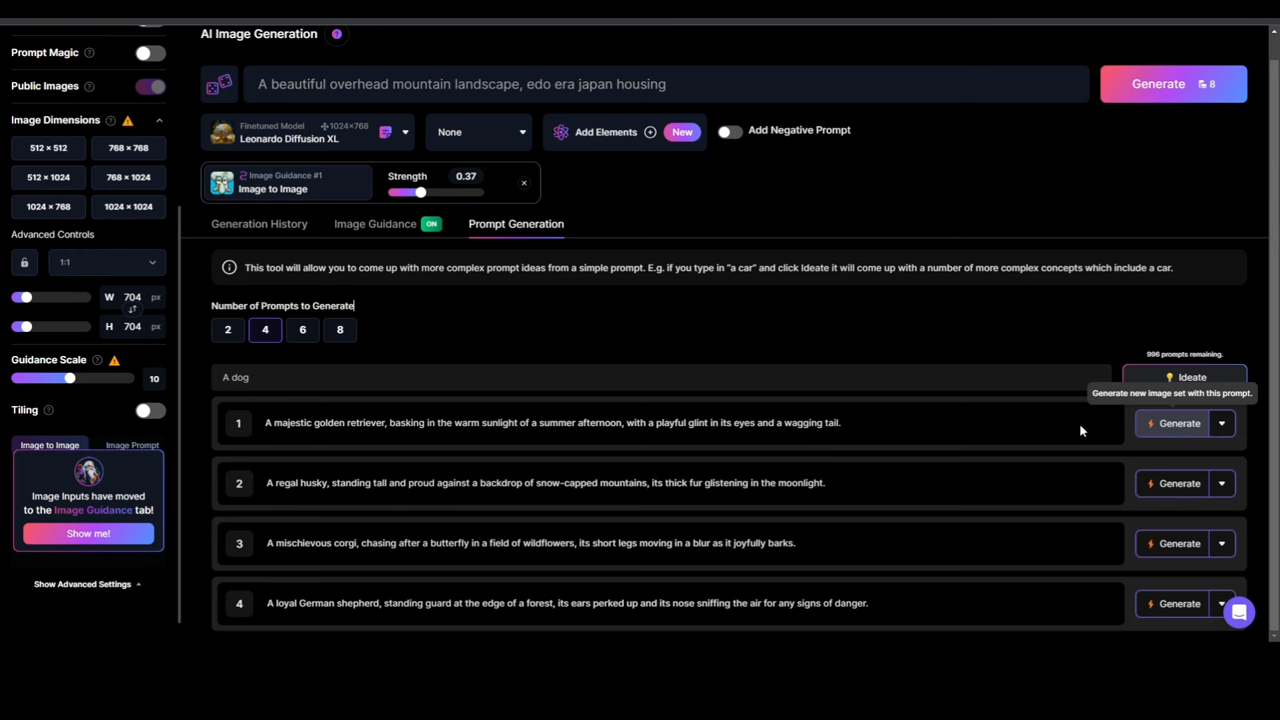 AI Image Generation ?
Prompt Magic ?
Public Images ?
Image Dimensions ?
512 × 512
768 × 768
512 × 1024
768 × 1024
1024 × 768
1024 × 1024
Advanced Controls
1:1
W 704 px
H 704 px
Guidance Scale ?
10
Tiling ?
Image to Image
Image Prompt
Image Inputs have moved
to the Image Guidance tab!
Show me!
Show Advanced Settings
A beautiful overhead mountain landscape, edo era japan housing
Generate 8
Finetuned Model 1024×768
Leonardo Diffusion XL
None
Add Elements New
Add Negative Prompt
Image Guidance #1
Image to Image
Strength 0.37
Generation History
Image Guidance ON
Prompt Generation
This tool will allow you to come up with more complex prompt ideas from a simple prompt. E.g. if you type in "a car" and click Ideate it will come up with a number of more complex concepts which include a car.
Number of Prompts to Generate
2 4 6 8
996 prompts remaining.
A dog
Ideate
Generate new image set with this prompt.
1 A majestic golden retriever, basking in the warm sunlight of a summer afternoon, with a playful glint in its eyes and a wagging tail.
Generate
2 A regal husky, standing tall and proud against a backdrop of snow-capped mountains, its thick fur glistening in the moonlight.
Generate
3 A mischievous corgi, chasing after a butterfly in a field of wildflowers, its short legs moving in a blur as it joyfully barks.
Generate
4 A loyal German shepherd, standing guard at the edge of a forest, its ears perked up and its nose sniffing the air for any signs of danger.
Generate